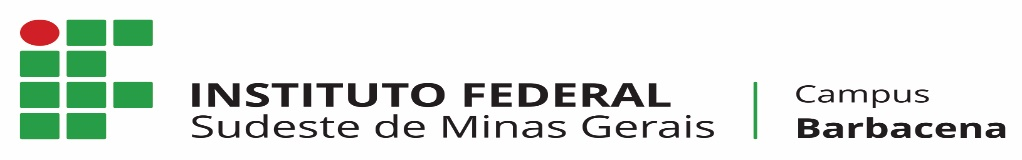 INSTITUTO FEDERAL
Sudeste de Minas Gerais
Campus
Barbacena